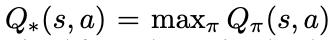 Q_*(s, a) = max_π Q_π(s, a)